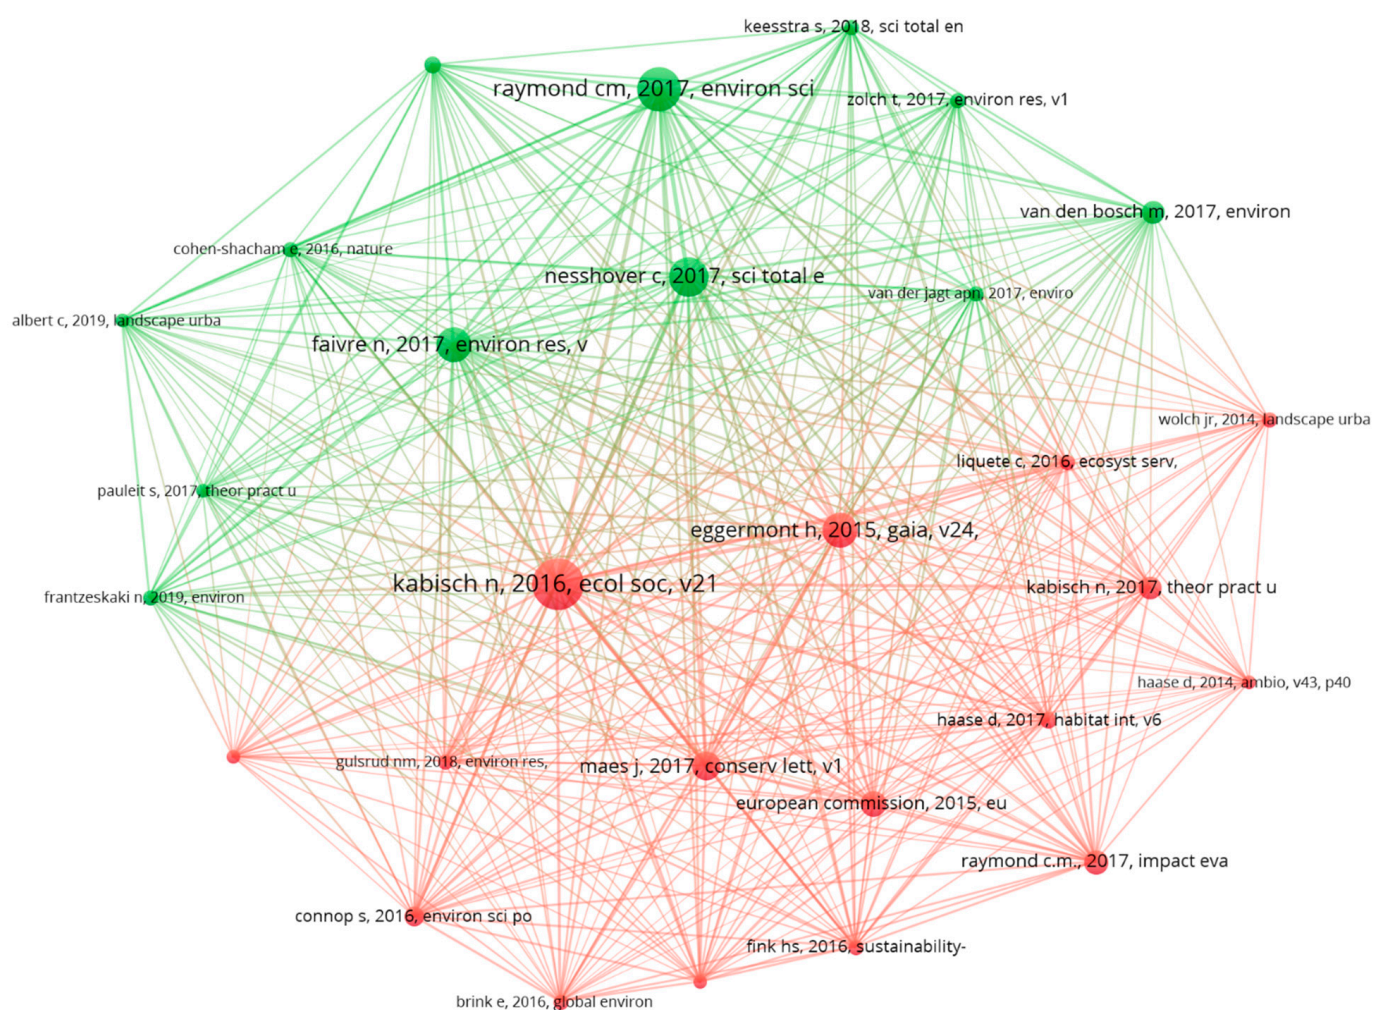 keesstra s, 2018, sci total en
raymond cm, 2017, environ sci
zolch t, 2017, environ res, v1
van den bosch m, 2017, environ
cohen-shacham e, 2016, nature
nesshover c, 2017, sci total e
van der jagt apn, 2017, enviro
albert c, 2019, landscape urba
faivre n, 2017, environ res, v
wolch jr, 2014, landscape urba
liquete c, 2016, ecosyst serv,
pauleit s, 2017, theor pract u
eggermont h, 2015, gaia, v24,
kabisch n, 2016, ecol soc, v21
kabisch n, 2017, theor pract u
frantzeskaki n, 2019, environ
haase d, 2014, ambio, v43, p40
haase d, 2017, habitat int, v6
gulsrud nm, 2018, environ res,
maes j, 2017, conserv lett, v1
european commission, 2015, eu
raymond c.m., 2017, impact eva
connop s, 2016, environ sci po
fink hs, 2016, sustainability-
brink e, 2016, global environ